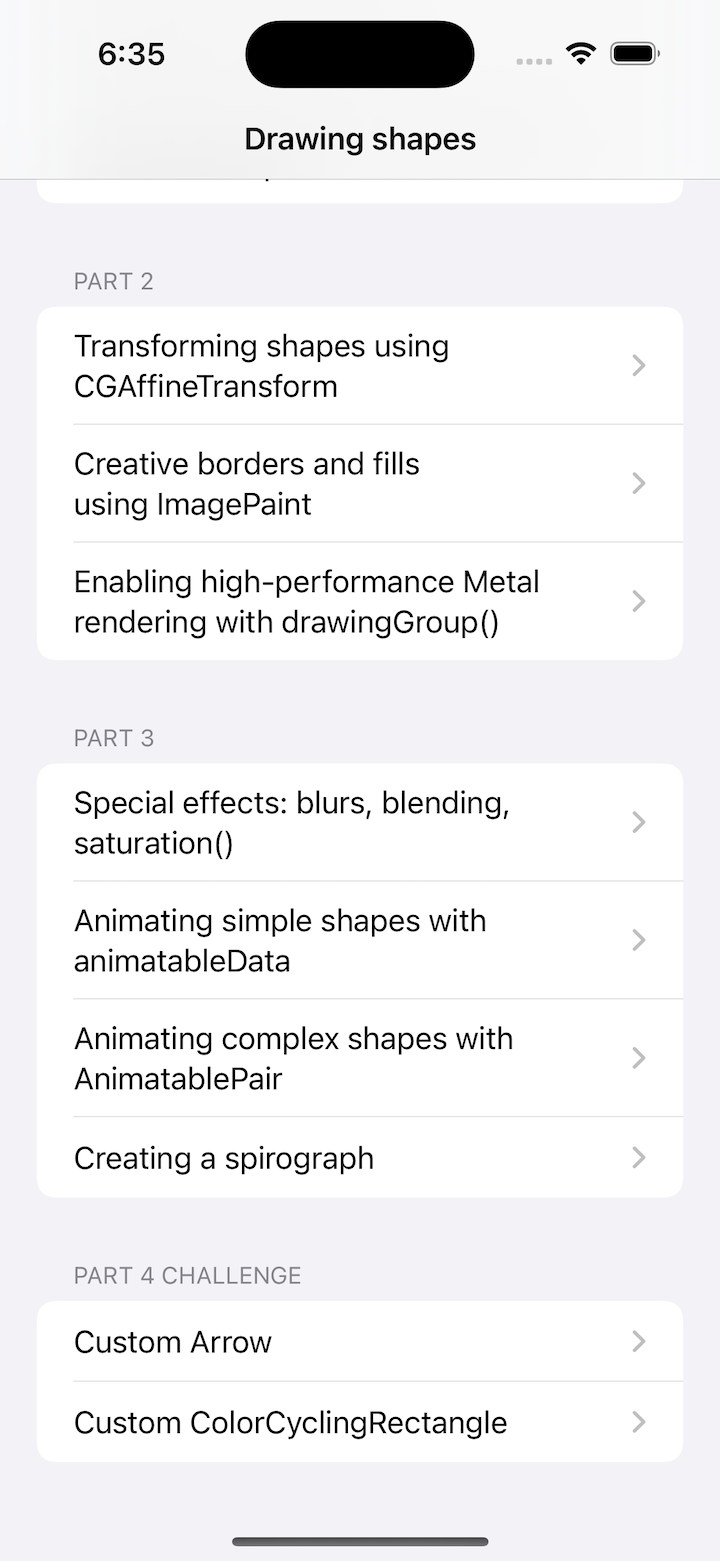 6:35
Drawing shapes
PART 2
Transforming shapes using
CGAffineTransform
Creative borders and fills
using ImagePaint
Enabling high-performance Metal
rendering with drawingGroup()
PART 3
Special effects: blurs, blending,
saturation()
Animating simple shapes with
animatableData
Animating complex shapes with
AnimatablePair
Creating a spirograph
PART 4 CHALLENGE
Custom Arrow
Custom ColorCyclingRectangle